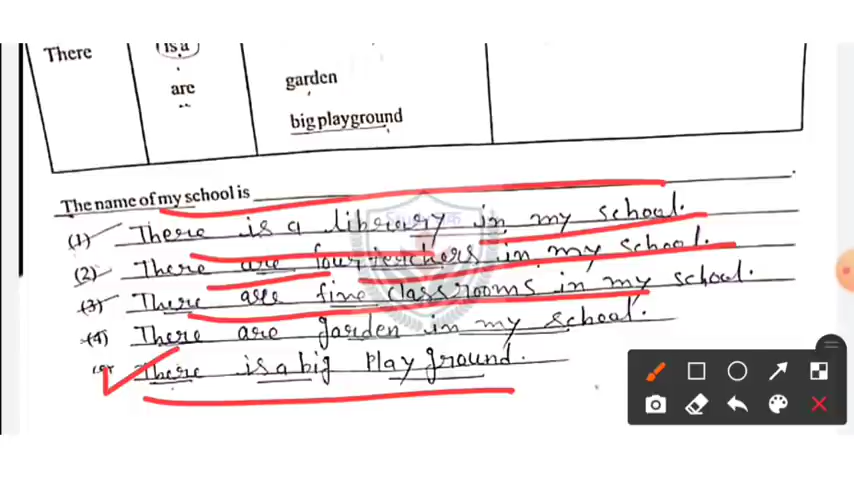 There is a
are garden
big playground
The name of my school is
(1) There is a library in my school.
(2) There are four teachers in my school.
(3) There are fine classrooms in my school.
(4) There are garden in my school.
There is a big Play ground.